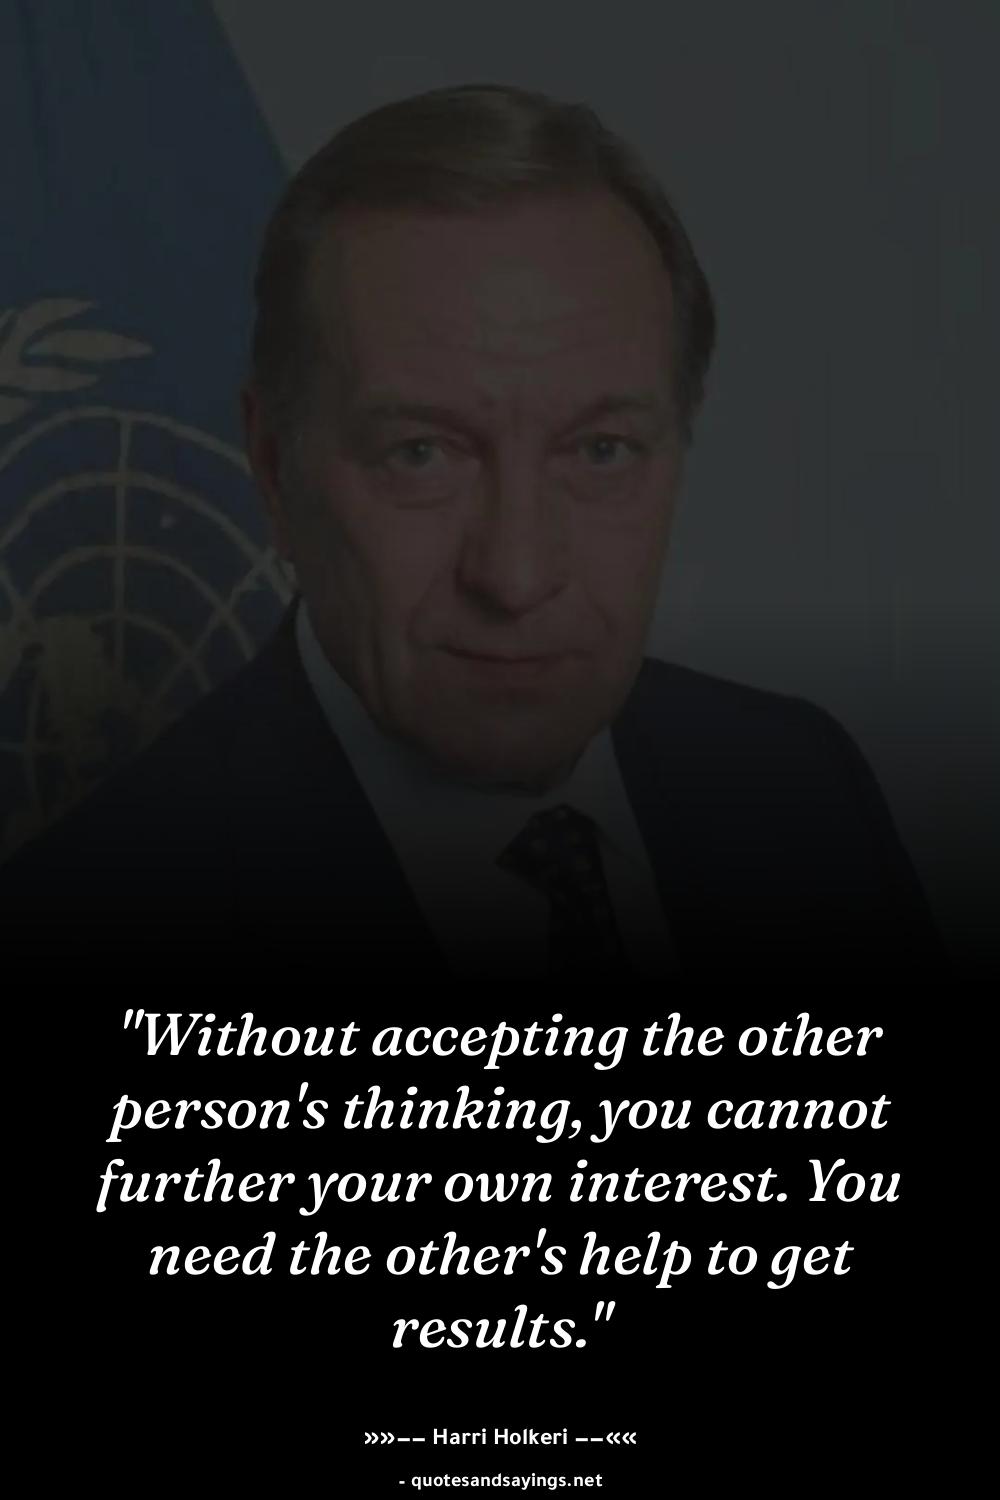 "Without accepting the other
person's thinking, you cannot
further your own interest. You
need the other's help to get
results."
»»–– Harri Holkeri ––««
- quotesandsayings.net